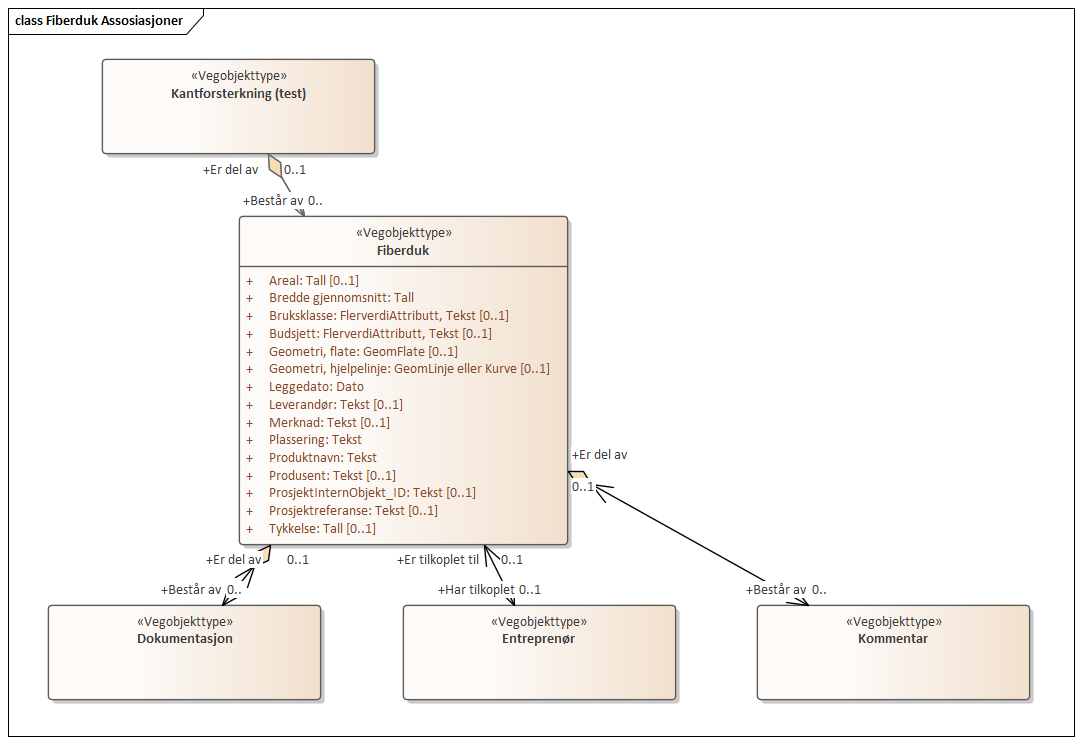 class Fiberduk Assosiasjoner
«Vegobjekttype»
Kantforsterkning (test)
+Er del av 0..1
+Består av 0..
«Vegobjekttype»
Fiberduk
+ Areal: Tall [0..1]
+ Bredde gjennomsnitt: Tall
+ Bruksklasse: FlerverdiAttributt, Tekst [0..1]
+ Budsjett: FlerverdiAttributt, Tekst [0..1]
+ Geometri, flate: GeomFlate [0..1]
+ Geometri, hjelpelinje: GeomLinje eller Kurve [0..1]
+ Leggedato: Dato
+ Leverandør: Tekst [0..1]
+ Merknad: Tekst [0..1]
+ Plassering: Tekst
+ Produktnavn: Tekst
+ Produsent: Tekst [0..1]
+ ProsjektInternObjekt_ID: Tekst [0..1]
+ Prosjektreferanse: Tekst [0..1]
+ Tykkelse: Tall [0..1]
+Er del av
0..1
+Er del av 0..1
+Er tilkoplet til 0..1
+Består av 0..
+Har tilkoplet 0..1
+Består av 0..
«Vegobjekttype»
Dokumentasjon
«Vegobjekttype»
Entreprenør
«Vegobjekttype»
Kommentar